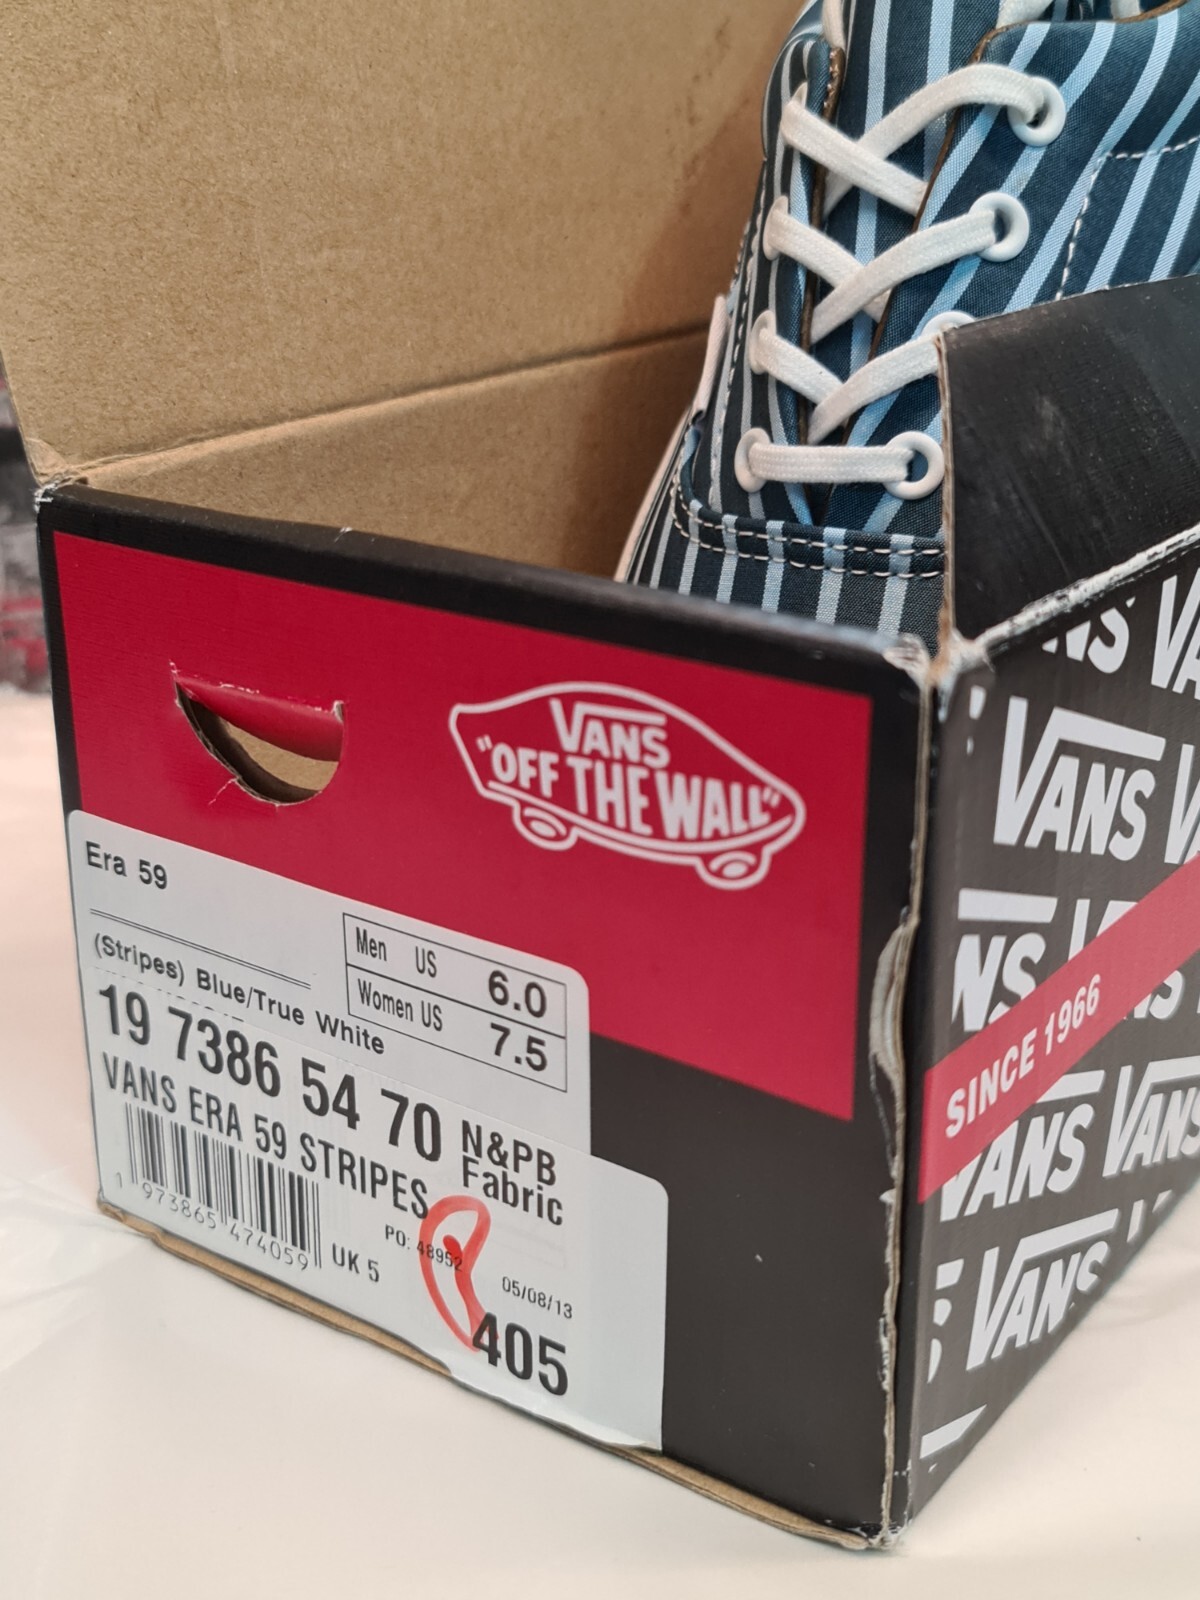 VANS
"OFF THE WALL"
Era 59
(Stripes) Blue/True White
Men US 6.0
Women US 7.5
19 7386 54 70 N&PB
Fabric
VANS ERA 59 STRIPES
1 973865 474059
UK 5
PO: 48952
05/08/13
405
VANS
VANS
SINCE 1966
VANS VANS
VANS